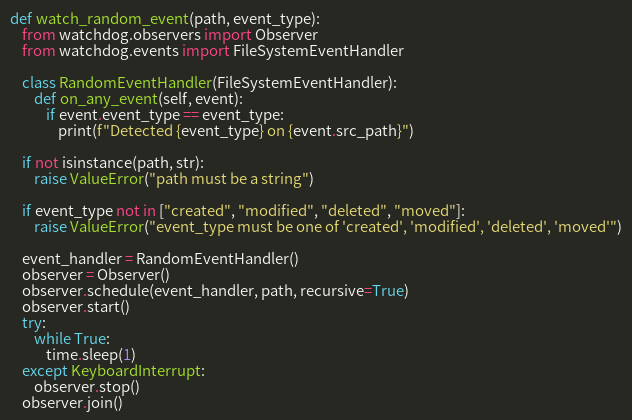 def watch_random_event(path, event_type):
    from watchdog.observers import Observer
    from watchdog.events import FileSystemEventHandler

    class RandomEventHandler(FileSystemEventHandler):
        def on_any_event(self, event):
            if event.event_type == event_type:
                print(f"Detected {event_type} on {event.src_path}")

    if not isinstance(path, str):
        raise ValueError("path must be a string")

    if event_type not in ["created", "modified", "deleted", "moved"]:
        raise ValueError("event_type must be one of 'created', 'modified', 'deleted', 'moved'")

    event_handler = RandomEventHandler()
    observer = Observer()
    observer.schedule(event_handler, path, recursive=True)
    observer.start()
    try:
        while True:
            time.sleep(1)
    except KeyboardInterrupt:
        observer.stop()
    observer.join()